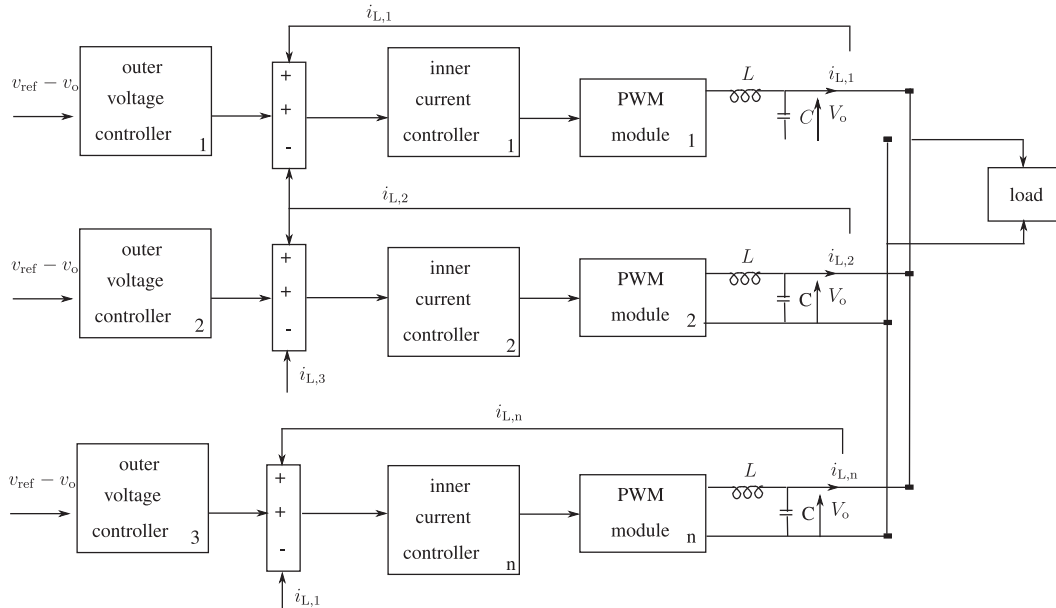 i_L,1
v_ref − v_o
outer
voltage
controller
1
+
+
-
inner
current
controller
1
PWM
module
1
L
i_L,1
C
V_o
load
i_L,2
v_ref − v_o
outer
voltage
controller
2
+
+
-
inner
current
controller
2
PWM
module
2
L
i_L,2
C
V_o
i_L,3
i_L,n
v_ref − v_o
outer
voltage
controller
3
+
+
-
inner
current
controller
n
PWM
module
n
L
i_L,n
C
V_o
i_L,1